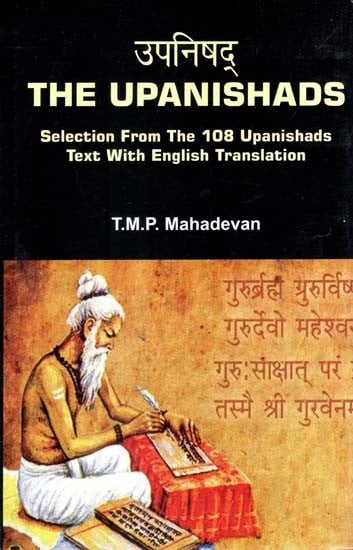 उपनिषद्
THE UPANISHADS
Selection From The 108 Upanishads
Text With English Translation
T.M.P. Mahadevan
गुरुर्ब्रह्म ग्रुरुर्विष
गुरुर्देवो महेश्वर
गुरु:सांक्षात् परं
तस्मै श्री गुरवेनम